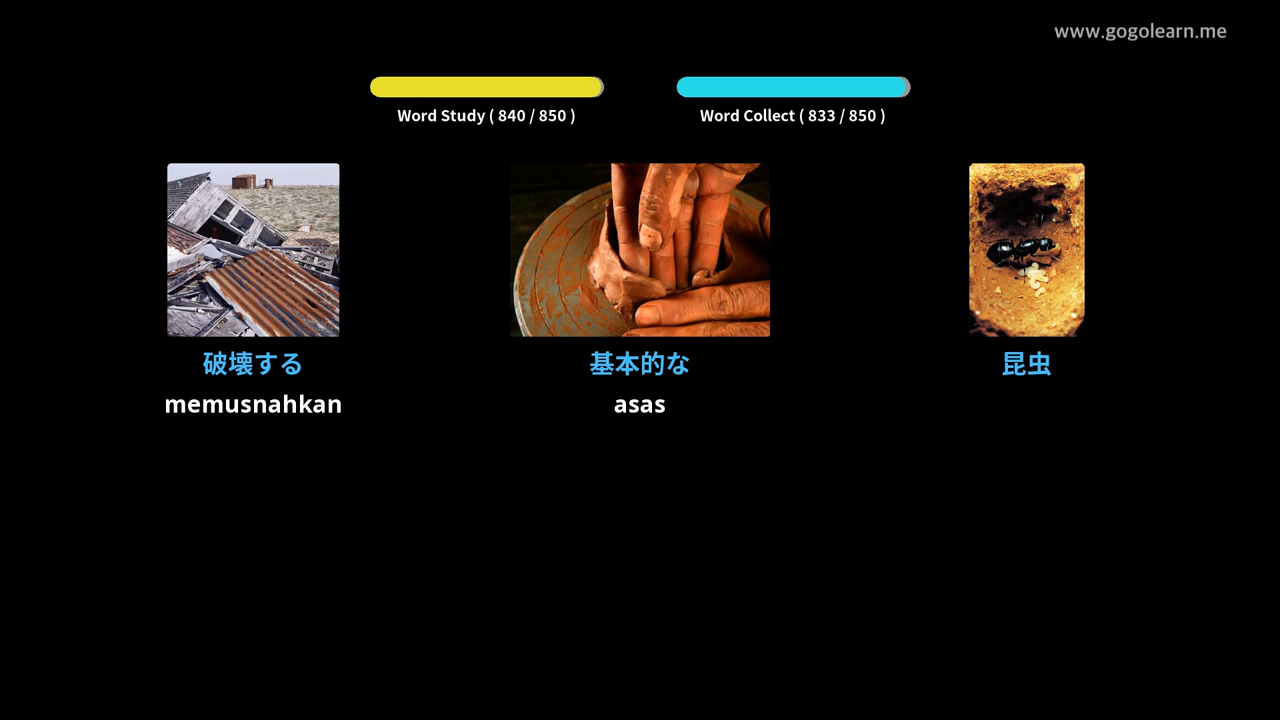 www.gogolearn.me
Word Study ( 840 / 850 )
Word Collect ( 833 / 850 )
破壊する
基本的な
昆虫
memusnahkan
asas